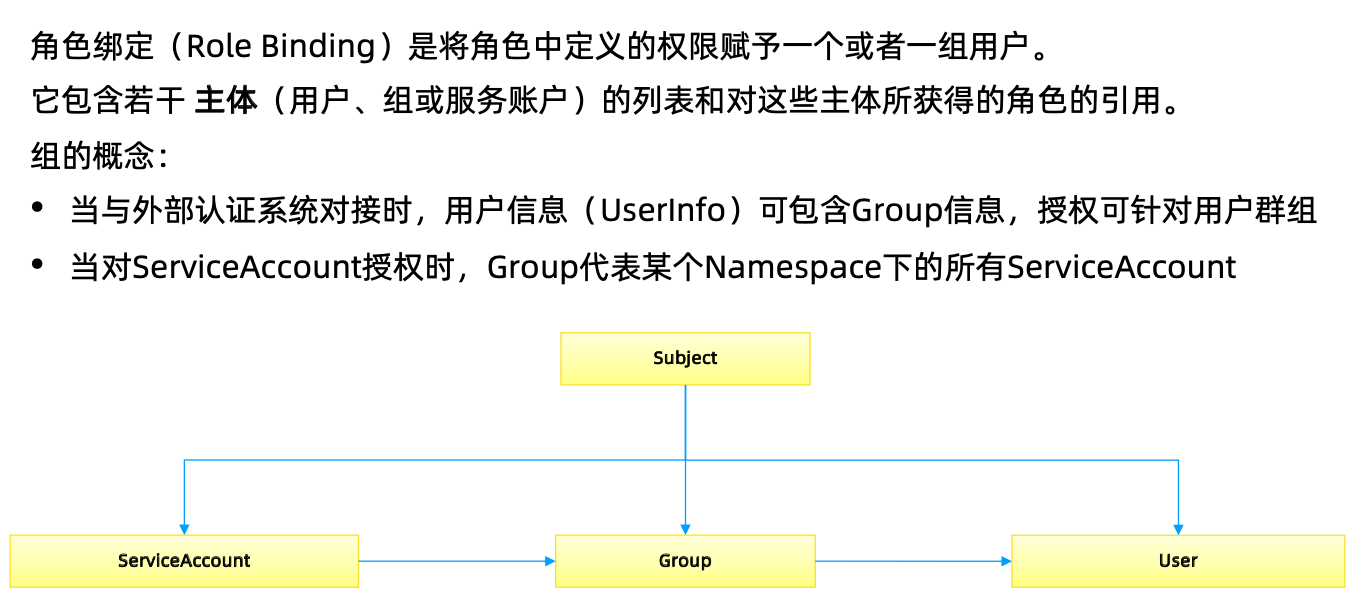 角色绑定（Role Binding）是将角色中定义的权限赋予一个或者一组用户。
它包含若干 主体（用户、组或服务账户）的列表和对这些主体所获得的角色的引用。
组的概念：
• 当与外部认证系统对接时，用户信息（UserInfo）可包含Group信息，授权可针对用户群组
• 当对ServiceAccount授权时，Group代表某个Namespace下的所有ServiceAccount
Subject
ServiceAccount
Group
User